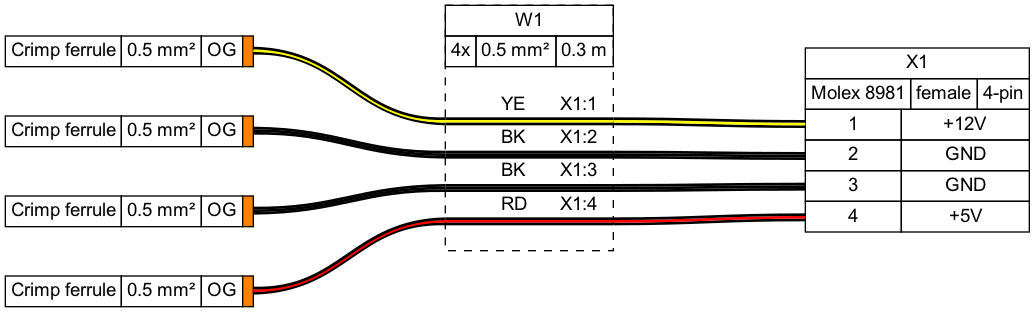 Crimp ferrule 0.5 mm² OG
Crimp ferrule 0.5 mm² OG
Crimp ferrule 0.5 mm² OG
Crimp ferrule 0.5 mm² OG
W1
4x 0.5 mm² 0.3 m
YE X1:1
BK X1:2
BK X1:3
RD X1:4
X1
Molex 8981 female 4-pin
1 +12V
2 GND
3 GND
4 +5V